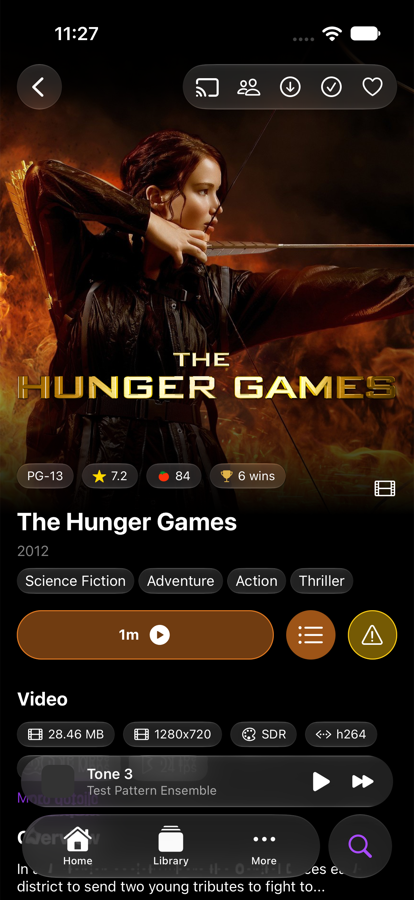 11:27
THE
HUNGER GAMES
PG-13
7.2
84
6 wins
The Hunger Games
2012
Science Fiction
Adventure
Action
Thriller
1m
Video
28.46 MB
1280x720
SDR
h264
Tone 3
Test Pattern Ensemble
Home
Library
More
In
district to send two young tributes to fight to...